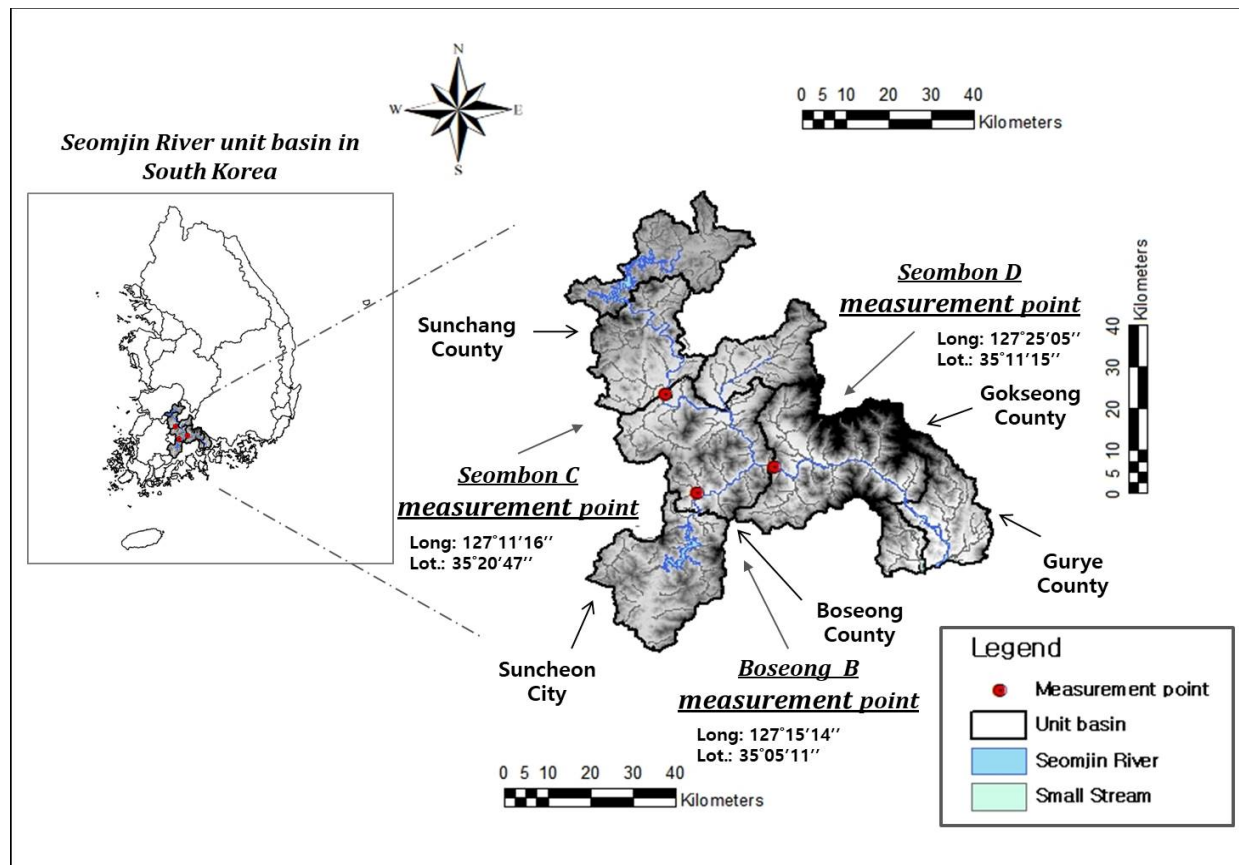 N
W
E
S
0 5 10 20 30 40
Kilometers
Seomjin River unit basin in
South Korea
Seombon D
measurement point
Long: 127°25′05′′
Lot.: 35°11′15′′
Sunchang
County
Gokseong
County
Kilometers
0 5 10 20 30 40
Seombon C
measurement point
Long: 127°11′16′′
Lot.: 35°20′47′′
Gurye
County
Boseong
County
Suncheon
City
Boseong B
measurement point
Long: 127°15′14′′
Lot.: 35°05′11′′
0 5 10 20 30 40
Kilometers
Legend
Measurement point
Unit basin
Seomjin River
Small Stream